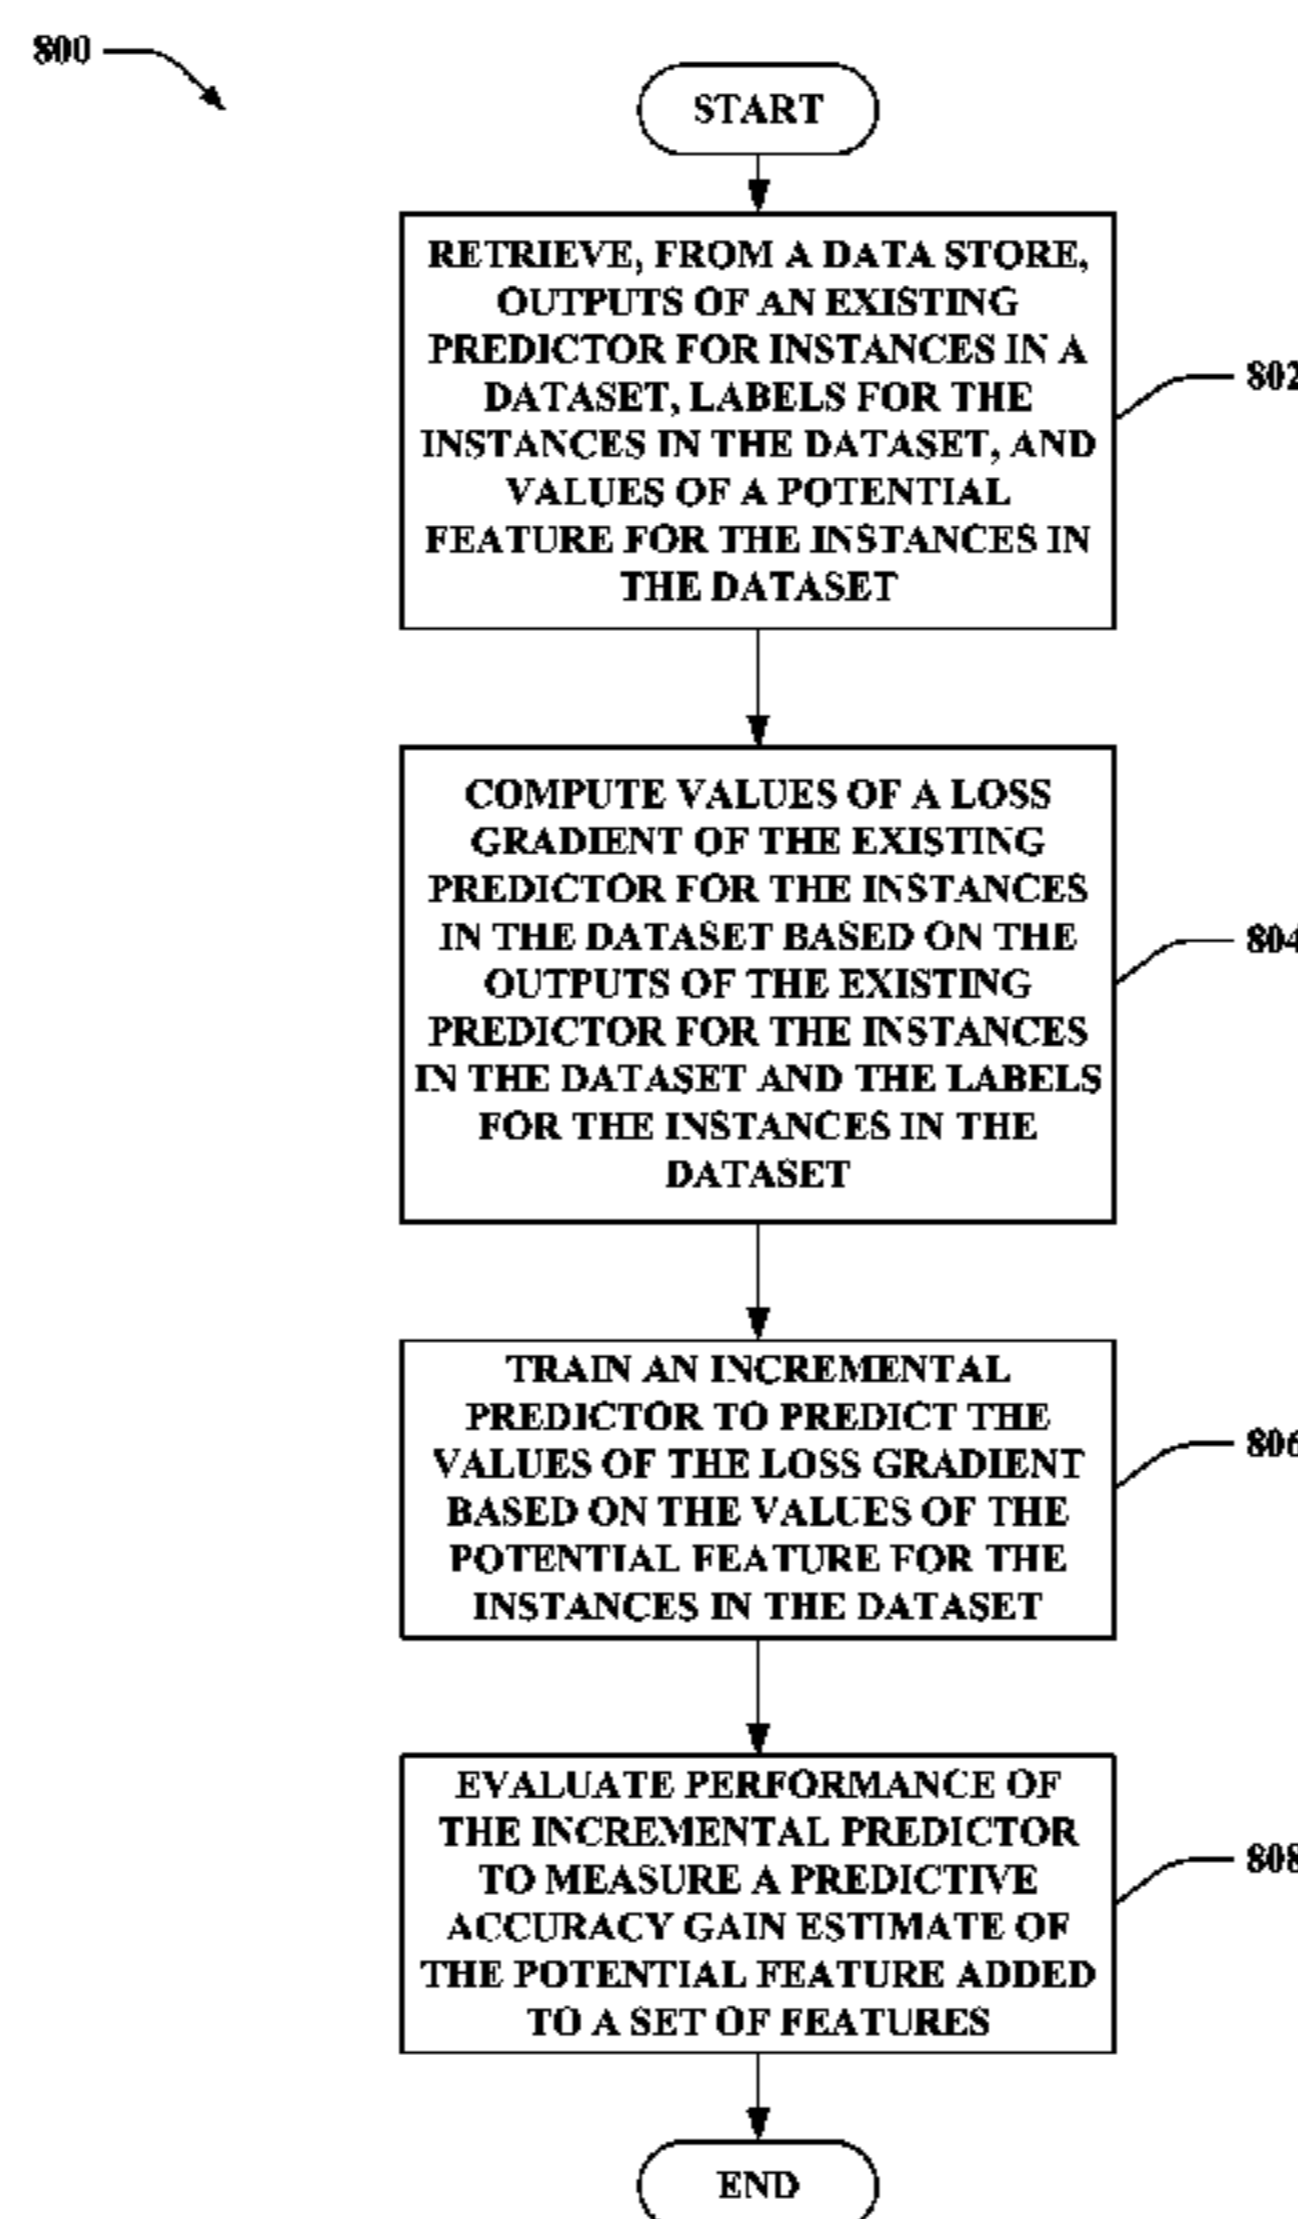 800
START
RETRIEVE, FROM A DATA STORE,
OUTPUTS OF AN EXISTING
PREDICTOR FOR INSTANCES IN A
DATASET, LABELS FOR THE
INSTANCES IN THE DATASET, AND
VALUES OF A POTENTIAL
FEATURE FOR THE INSTANCES IN
THE DATASET
802
COMPUTE VALUES OF A LOSS
GRADIENT OF THE EXISTING
PREDICTOR FOR THE INSTANCES
IN THE DATASET BASED ON THE
OUTPUTS OF THE EXISTING
PREDICTOR FOR THE INSTANCES
IN THE DATASET AND THE LABELS
FOR THE INSTANCES IN THE
DATASET
804
TRAIN AN INCREMENTAL
PREDICTOR TO PREDICT THE
VALUES OF THE LOSS GRADIENT
BASED ON THE VALUES OF THE
POTENTIAL FEATURE FOR THE
INSTANCES IN THE DATASET
806
EVALUATE PERFORMANCE OF
THE INCREMENTAL PREDICTOR
TO MEASURE A PREDICTIVE
ACCURACY GAIN ESTIMATE OF
THE POTENTIAL FEATURE ADDED
TO A SET OF FEATURES
808
END